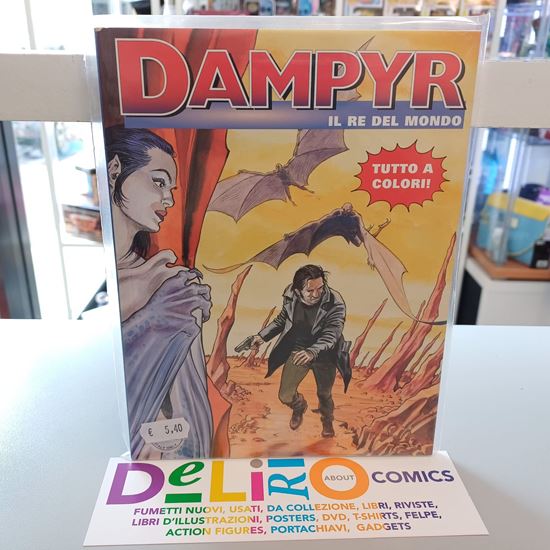 DAMPYR
IL RE DEL MONDO
TUTTO A
COLORI!
€ 5,40
DeLiRiO ABOUT COMICS
FUMETTI NUOVI, USATI, DA COLLEZIONE, LIBRI, RIVISTE,
LIBRI D'ILLUSTRAZIONI, POSTERS, DVD, T-SHIRTS, FELPE,
ACTION FIGURES, PORTACHIAVI, GADGETS